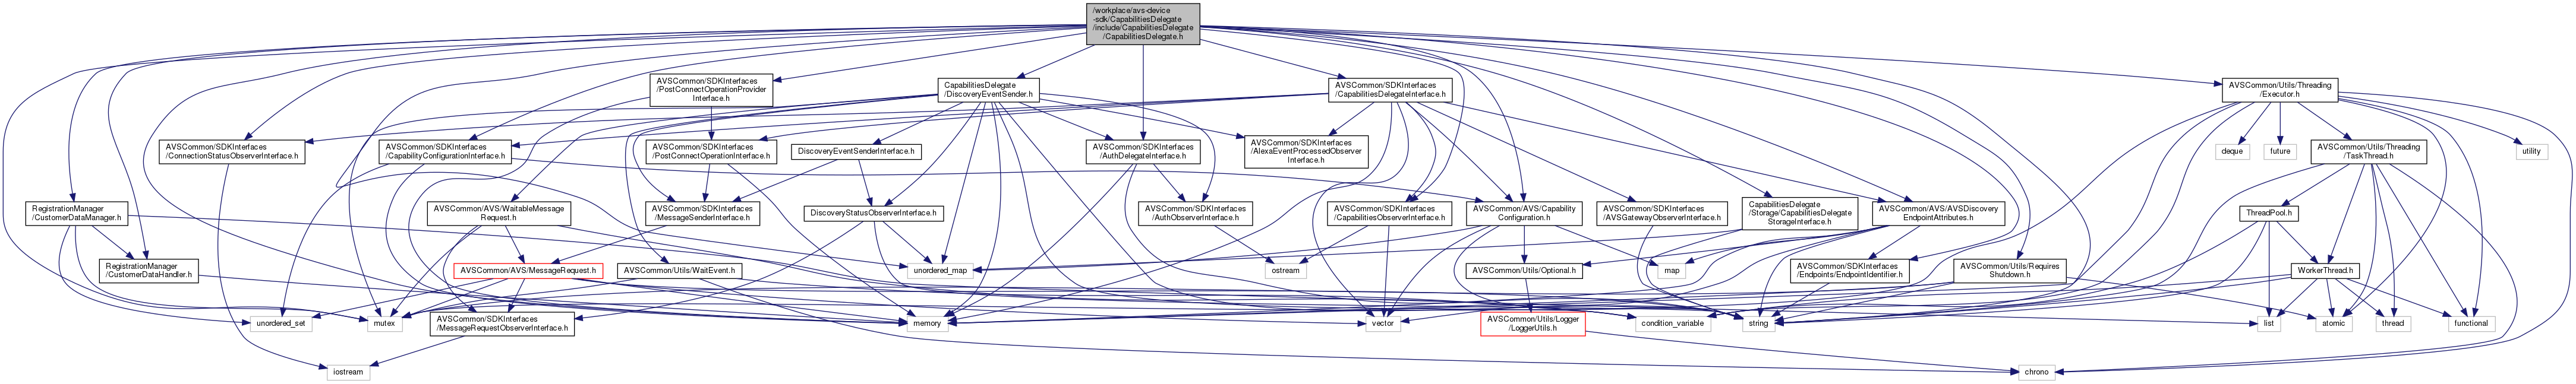 /workplace/avs-device
-sdk/CapabilitiesDelegate
/include/CapabilitiesDelegate
/CapabilitiesDelegate.h
AVSCommon/SDKInterfaces
/PostConnectOperationProvider
Interface.h
CapabilitiesDelegate
/DiscoveryEventSender.h
AVSCommon/SDKInterfaces
/CapabilitiesDelegateInterface.h
AVSCommon/Utils/Threading
/Executor.h
AVSCommon/SDKInterfaces
/ConnectionStatusObserverInterface.h
AVSCommon/SDKInterfaces
/CapabilityConfigurationInterface.h
AVSCommon/SDKInterfaces
/PostConnectOperationInterface.h
DiscoveryEventSenderInterface.h
AVSCommon/SDKInterfaces
/AuthDelegateInterface.h
AVSCommon/SDKInterfaces
/AlexaEventProcessedObserver
Interface.h
deque
future
AVSCommon/Utils/Threading
/TaskThread.h
utility
RegistrationManager
/CustomerDataManager.h
AVSCommon/AVS/WaitableMessage
Request.h
AVSCommon/SDKInterfaces
/MessageSenderInterface.h
DiscoveryStatusObserverInterface.h
AVSCommon/SDKInterfaces
/AuthObserverInterface.h
AVSCommon/SDKInterfaces
/CapabilitiesObserverInterface.h
AVSCommon/AVS/Capability
Configuration.h
AVSCommon/SDKInterfaces
/AVSGatewayObserverInterface.h
CapabilitiesDelegate
/Storage/CapabilitiesDelegate
StorageInterface.h
AVSCommon/AVS/AVSDiscovery
EndpointAttributes.h
ThreadPool.h
RegistrationManager
/CustomerDataHandler.h
AVSCommon/AVS/MessageRequest.h
AVSCommon/Utils/WaitEvent.h
unordered_map
ostream
AVSCommon/Utils/Optional.h
map
AVSCommon/SDKInterfaces
/Endpoints/EndpointIdentifier.h
AVSCommon/Utils/Requires
Shutdown.h
WorkerThread.h
unordered_set
mutex
AVSCommon/SDKInterfaces
/MessageRequestObserverInterface.h
memory
vector
AVSCommon/Utils/Logger
/LoggerUtils.h
condition_variable
string
list
atomic
thread
functional
iostream
chrono